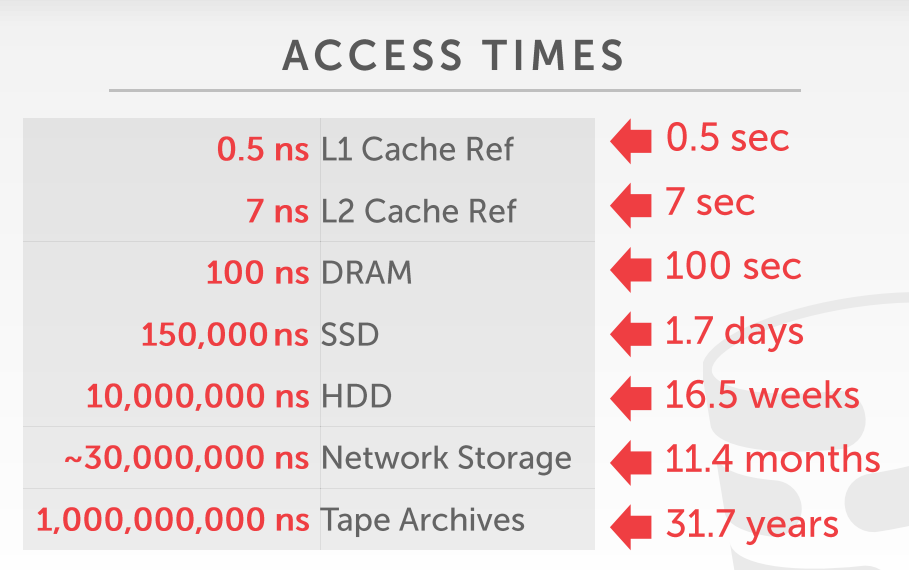 ACCESS TIMES
0.5 ns L1 Cache Ref 0.5 sec
7 ns L2 Cache Ref 7 sec
100 ns DRAM 100 sec
150,000 ns SSD 1.7 days
10,000,000 ns HDD 16.5 weeks
~30,000,000 ns Network Storage 11.4 months
1,000,000,000 ns Tape Archives 31.7 years